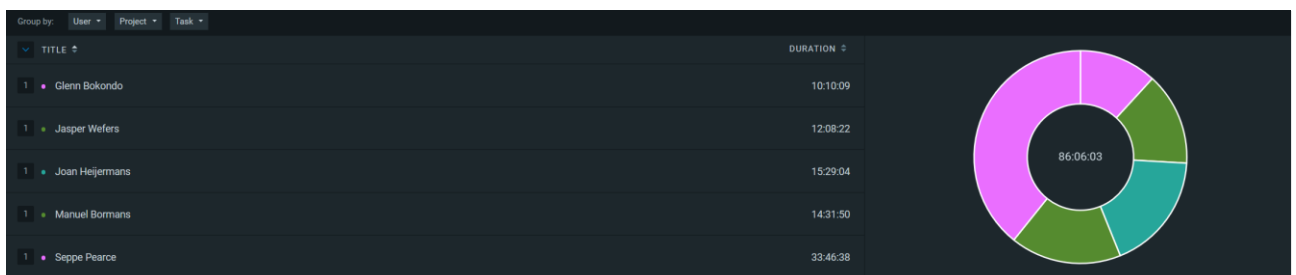 Group by: User Project Task
TITLE DURATION
1 Glenn Bokondo 10:10:09
1 Jasper Wefers 12:08:22
1 Joan Heijermans 15:29:04
86:06:03
1 Manuel Bormans 14:31:50
1 Seppe Pearce 33:46:38